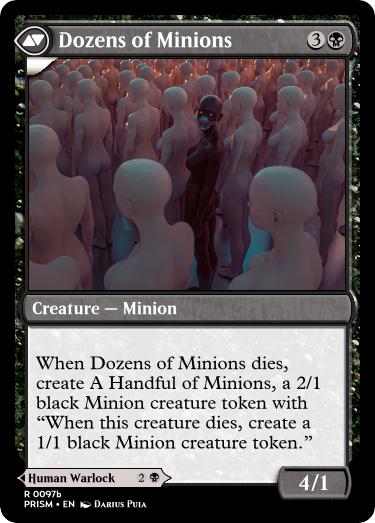 Dozens of Minions 3
Creature — Minion
When Dozens of Minions dies,
create A Handful of Minions, a 2/1
black Minion creature token with
“When this creature dies, create a
1/1 black Minion creature token.”
Human Warlock 2
4/1
R 0097b
PRISM • EN DARIUS PUIA